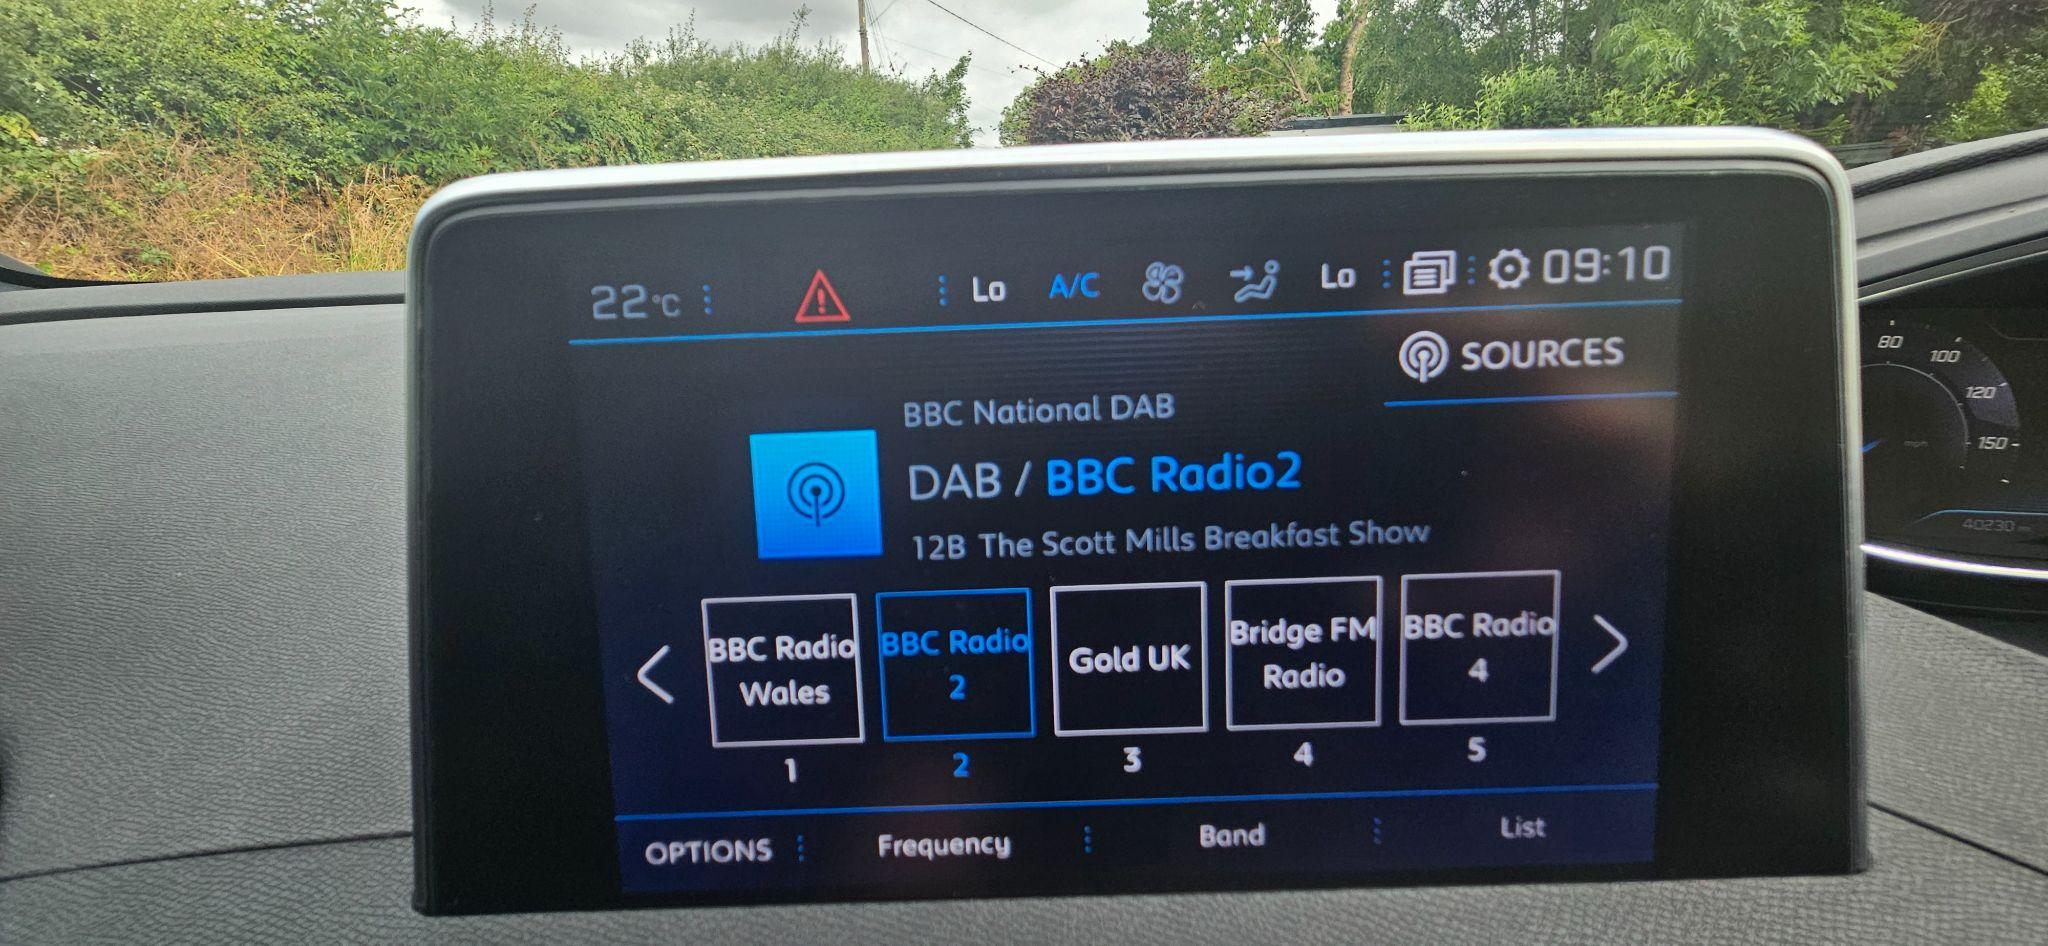 22°C
Lo A/C Lo 09:10
SOURCES
BBC National DAB
DAB / BBC Radio2
12B The Scott Mills Breakfast Show
BBC Radio
Wales
BBC Radio
2
Gold UK
Bridge FM
Radio
BBC Radio
4
1 2 3 4 5
OPTIONS Frequency Band List
80
100
120
150
mph
40230